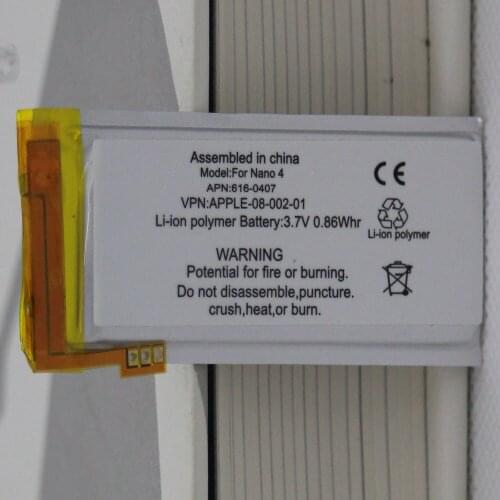 Assembled in china
Model:For Nano 4
APN:616-0407
VPN:APPLE-08-002-01
Li-ion polymer Battery:3.7V 0.86Whr
CE
Li-ion polymer
WARNING
Potential for fire or burning.
Do not disassemble,puncture.
crush,heat,or burn.